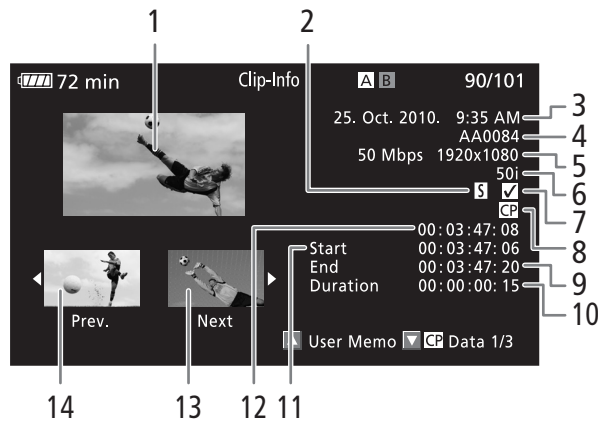 1 2
72 min Clip-Info A B 90/101
25. Oct. 2010. 9:35 AM 3
AA0084 4
50 Mbps 1920x1080 5
50i 6
S ✓ 7
CP 8
00:03:47:08
Start 00:03:47:06
End 00:03:47:20 9
Duration 00:00:00:15 10
Prev. Next
User Memo CP Data 1/3
14 13 12 11